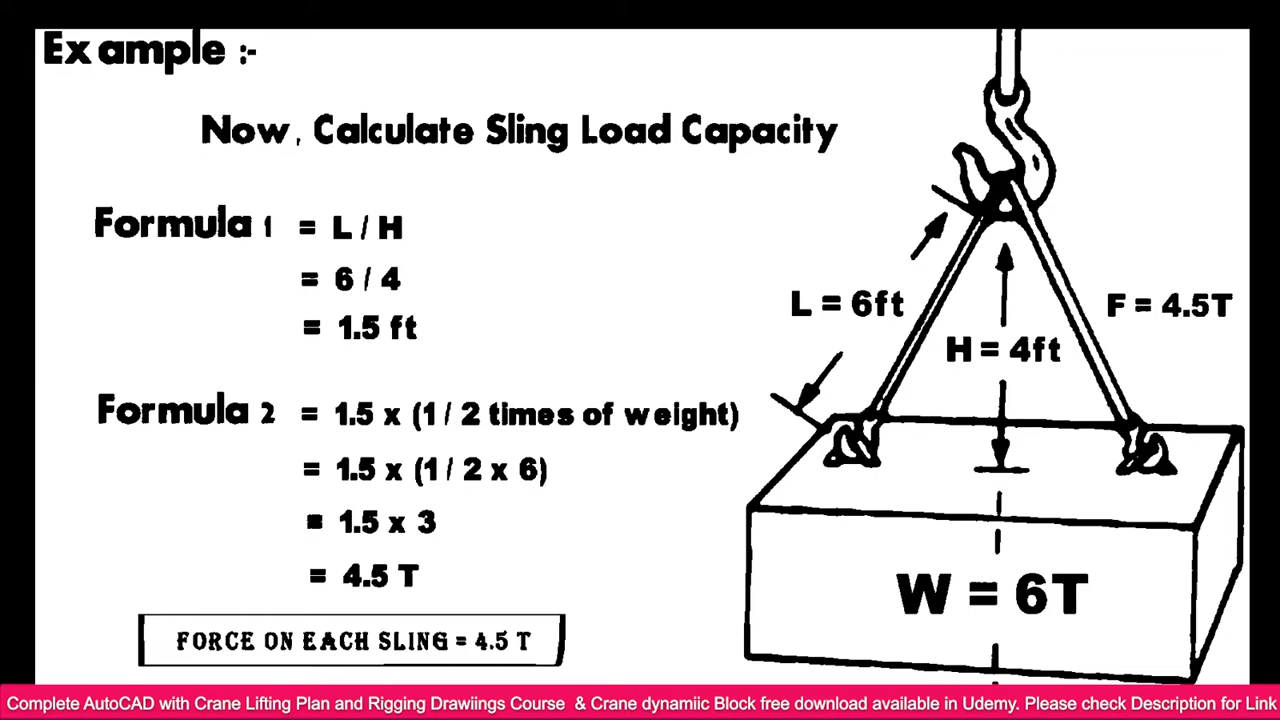 Example :-
Now, Calculate Sling Load Capacity
Formula 1 = L / H
= 6 / 4
= 1.5 ft
Formula 2 = 1.5 x (1 / 2 times of weight)
= 1.5 x (1 / 2 x 6)
= 1.5 x 3
= 4.5 T
FORCE ON EACH SLING = 4.5 T
L = 6ft
F = 4.5T
H = 4ft
W = 6T
Complete AutoCAD with Crane Lifting Plan and Rigging Drawiings Course & Crane dynamiic Block free download available in Udemy. Please check Description for Link